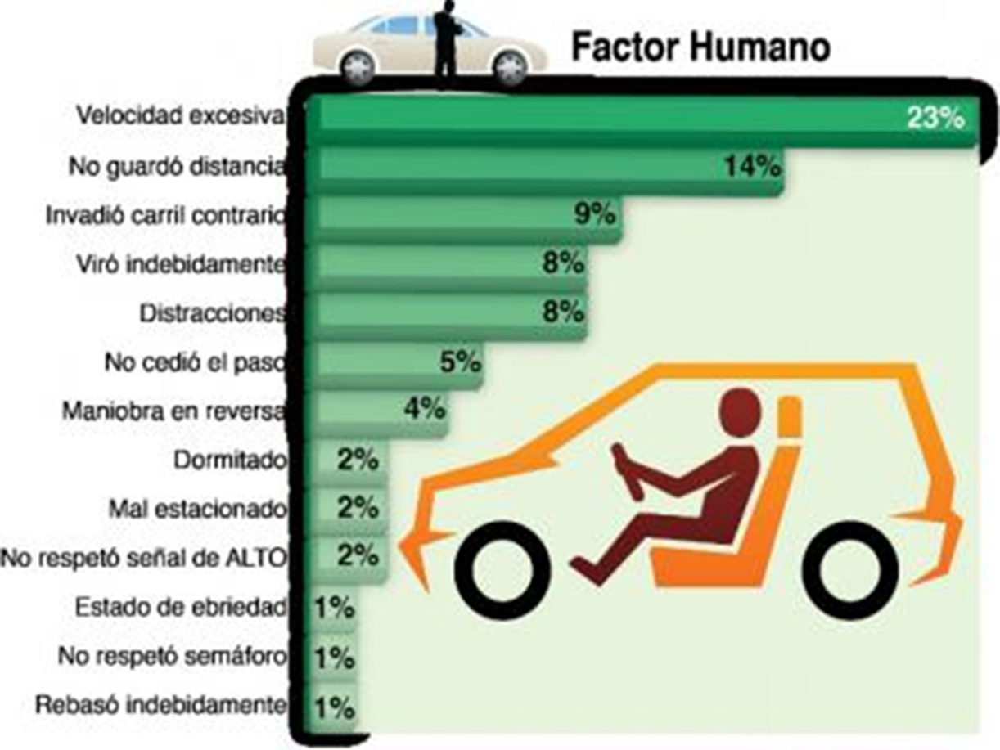 Factor Humano
Velocidad excesiva 23%
No guardó distancia 14%
Invadió carril contrario 9%
Viró indebidamente 8%
Distracciones 8%
No cedió el paso 5%
Maniobra en reversa 4%
Dormitado 2%
Mal estacionado 2%
No respetó señal de ALTO 2%
Estado de ebriedad 1%
No respetó semáforo 1%
Rebasó indebidamente 1%